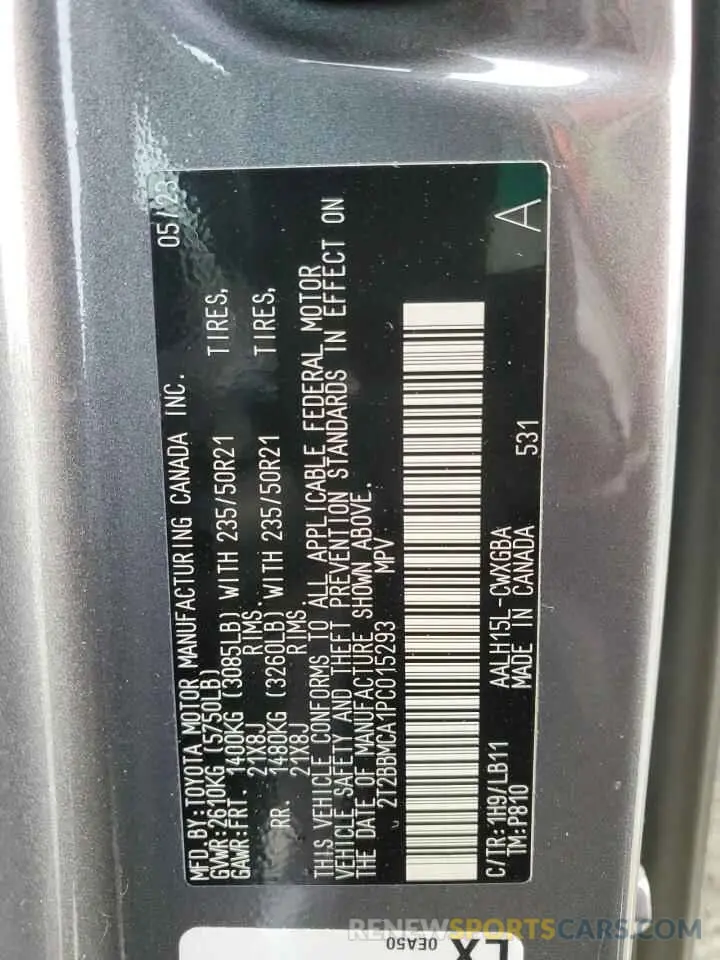 MFD.BY:TOYOTA MOTOR MANUFACTURING CANADA INC. 05/23
GVWR:2610KG (5750LB)
GAWR:FRT. 1400KG (3085LB) WITH 235/50R21 TIRES,
21X8J RIMS.
RR. 1480KG (3260LB) WITH 235/50R21 TIRES,
21X8J RIMS.
THIS VEHICLE CONFORMS TO ALL APPLICABLE FEDERAL MOTOR
VEHICLE SAFETY AND THEFT PREVENTION STANDARDS IN EFFECT ON
THE DATE OF MANUFACTURE SHOWN ABOVE.
2T2BBMCA1PC015293 MPV
A
C/TR:1H9/LB11 AALH15L-CWXGBA
TM:P810 MADE IN CANADA 531
LX
0EA50
RENEWSPORTSCARS.COM